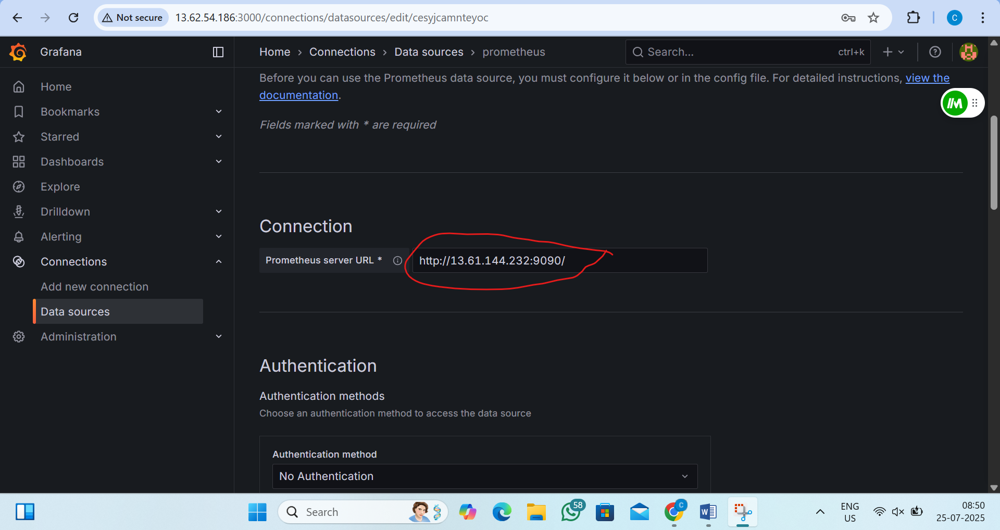 Not secure
13.62.54.186:3000/connections/datasources/edit/cesyjcamnteyoc
C
Grafana
Home › Connections › Data sources › prometheus
Search...
ctrl+k
Home
Bookmarks
Starred
Dashboards
Explore
Drilldown
Alerting
Connections
Add new connection
Data sources
Administration
Before you can use the Prometheus data source, you must configure it below or in the config file. For detailed instructions, view the
documentation.
Fields marked with * are required
Connection
Prometheus server URL *
http://13.61.144.232:9090/
Authentication
Authentication methods
Choose an authentication method to access the data source
Authentication method
No Authentication
Search
58
C
W
ENG
US
08:50
25-07-2025